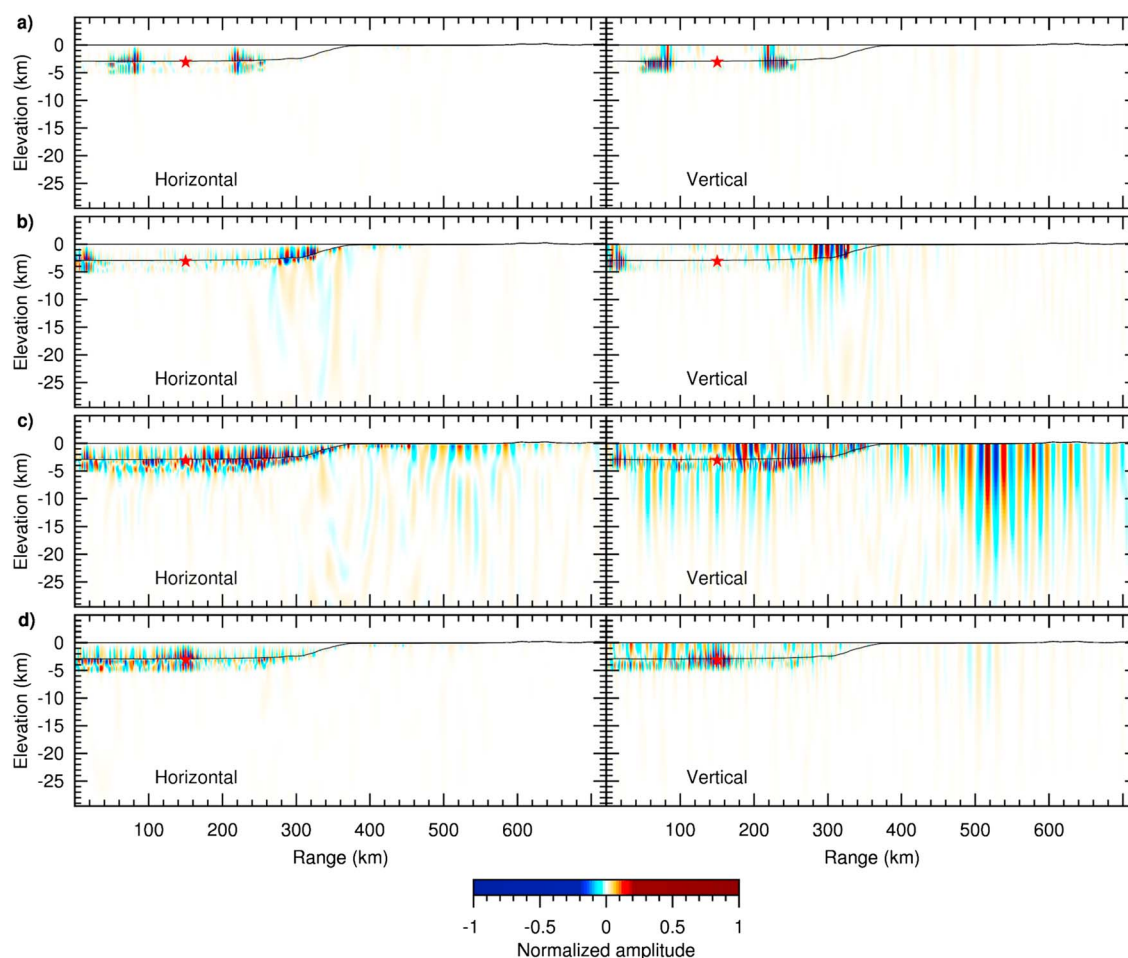 a)
Elevation (km)
0
-5
-10
-15
-20
-25
Horizontal
Vertical
b)
Elevation (km)
0
-5
-10
-15
-20
-25
Horizontal
Vertical
c)
Elevation (km)
0
-5
-10
-15
-20
-25
Horizontal
Vertical
d)
Elevation (km)
0
-5
-10
-15
-20
-25
Horizontal
Vertical
100 200 300 400 500 600 100 200 300 400 500 600
Range (km) Range (km)
-1 -0.5 0 0.5 1
Normalized amplitude